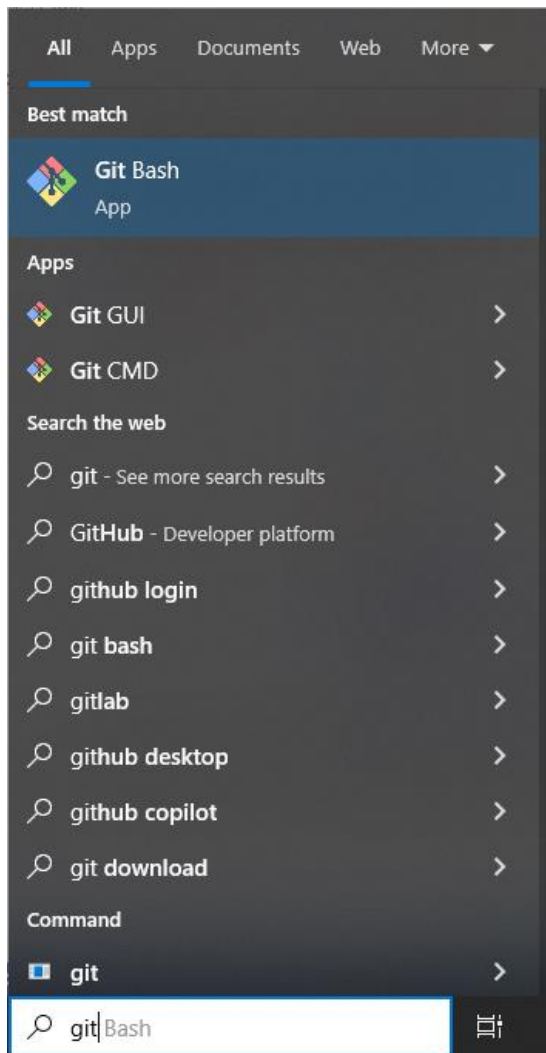 All Apps Documents Web More
Best match
Git Bash
App
Apps
Git GUI
Git CMD
Search the web
git - See more search results
GitHub - Developer platform
github login
git bash
gitlab
github desktop
github copilot
git download
Command
git
git Bash